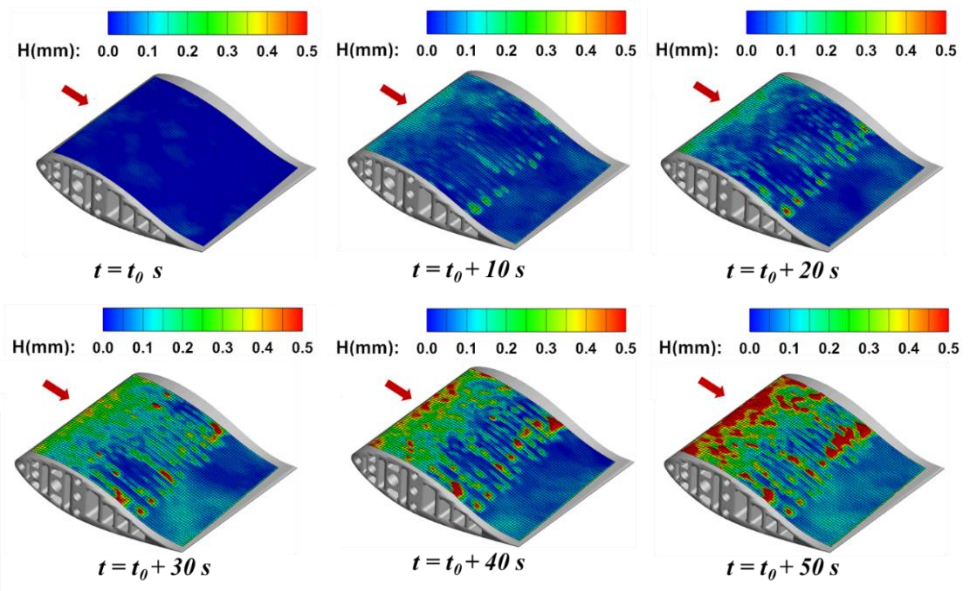 H(mm): 0.0 0.1 0.2 0.3 0.4 0.5
H(mm): 0.0 0.1 0.2 0.3 0.4 0.5
H(mm): 0.0 0.1 0.2 0.3 0.4 0.5
t = t0 s
t = t0 + 10 s
t = t0 + 20 s
H(mm): 0.0 0.1 0.2 0.3 0.4 0.5
H(mm): 0.0 0.1 0.2 0.3 0.4 0.5
H(mm): 0.0 0.1 0.2 0.3 0.4 0.5
t = t0 + 30 s
t = t0 + 40 s
t = t0 + 50 s